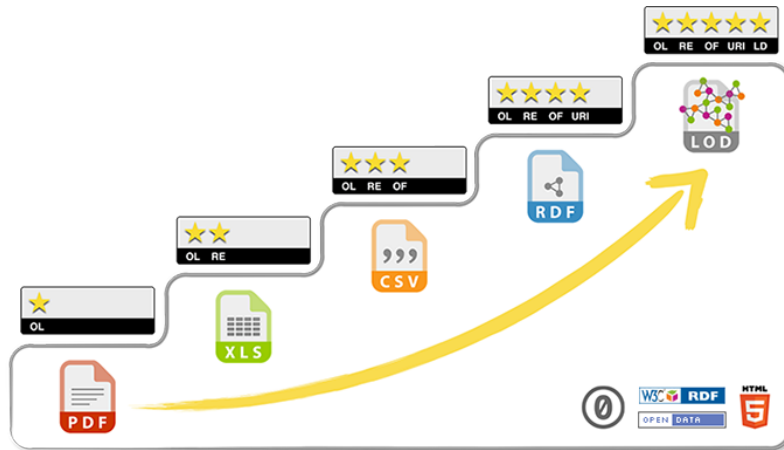 OL RE OF URI LD
LOD
OL RE OF URI
RDF
OL RE OF
CSV
OL RE
XLS
OL
PDF
0
W3C RDF
OPEN DATA
HTML
5